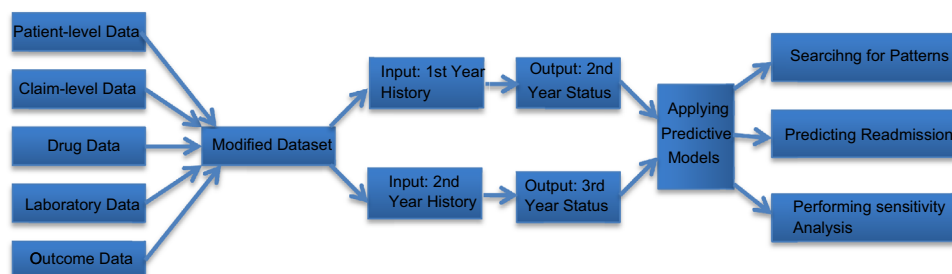 Patient-level Data
Claim-level Data
Drug Data
Laboratory Data
Outcome Data
Modified Dataset
Input: 1st Year
History
Output: 2nd
Year Status
Input: 2nd
Year History
Output: 3rd
Year Status
Applying
Predictive
Models
Searcihng for Patterns
Predicting Readmission
Performing sensitivity
Analysis